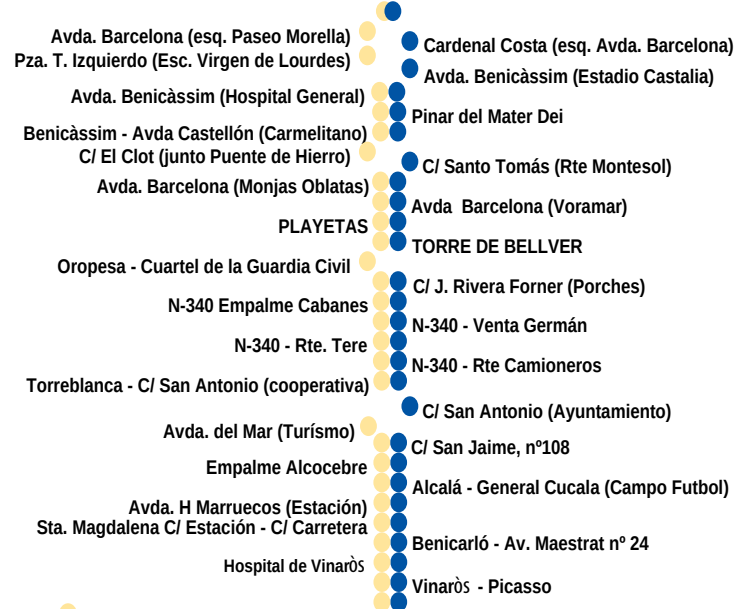 Avda. Barcelona (esq. Paseo Morella)
Cardenal Costa (esq. Avda. Barcelona)
Pza. T. Izquierdo (Esc. Virgen de Lourdes)
Avda. Benicàssim (Estadio Castalia)
Avda. Benicàssim (Hospital General)
Pinar del Mater Dei
Benicàssim - Avda Castellón (Carmelitano)
C/ El Clot (junto Puente de Hierro)
C/ Santo Tomás (Rte Montesol)
Avda. Barcelona (Monjas Oblatas)
Avda Barcelona (Voramar)
PLAYETAS
TORRE DE BELLVER
Oropesa - Cuartel de la Guardia Civil
C/ J. Rivera Forner (Porches)
N-340 Empalme Cabanes
N-340 - Venta Germán
N-340 - Rte. Tere
N-340 - Rte Camioneros
Torreblanca - C/ San Antonio (cooperativa)
C/ San Antonio (Ayuntamiento)
Avda. del Mar (Turísmo)
C/ San Jaime, nº108
Empalme Alcocebre
Alcalá - General Cucala (Campo Futbol)
Avda. H Marruecos (Estación)
Sta. Magdalena C/ Estación - C/ Carretera
Benicarló - Av. Maestrat nº 24
Hospital de Vinaròs
Vinaròs - Picasso